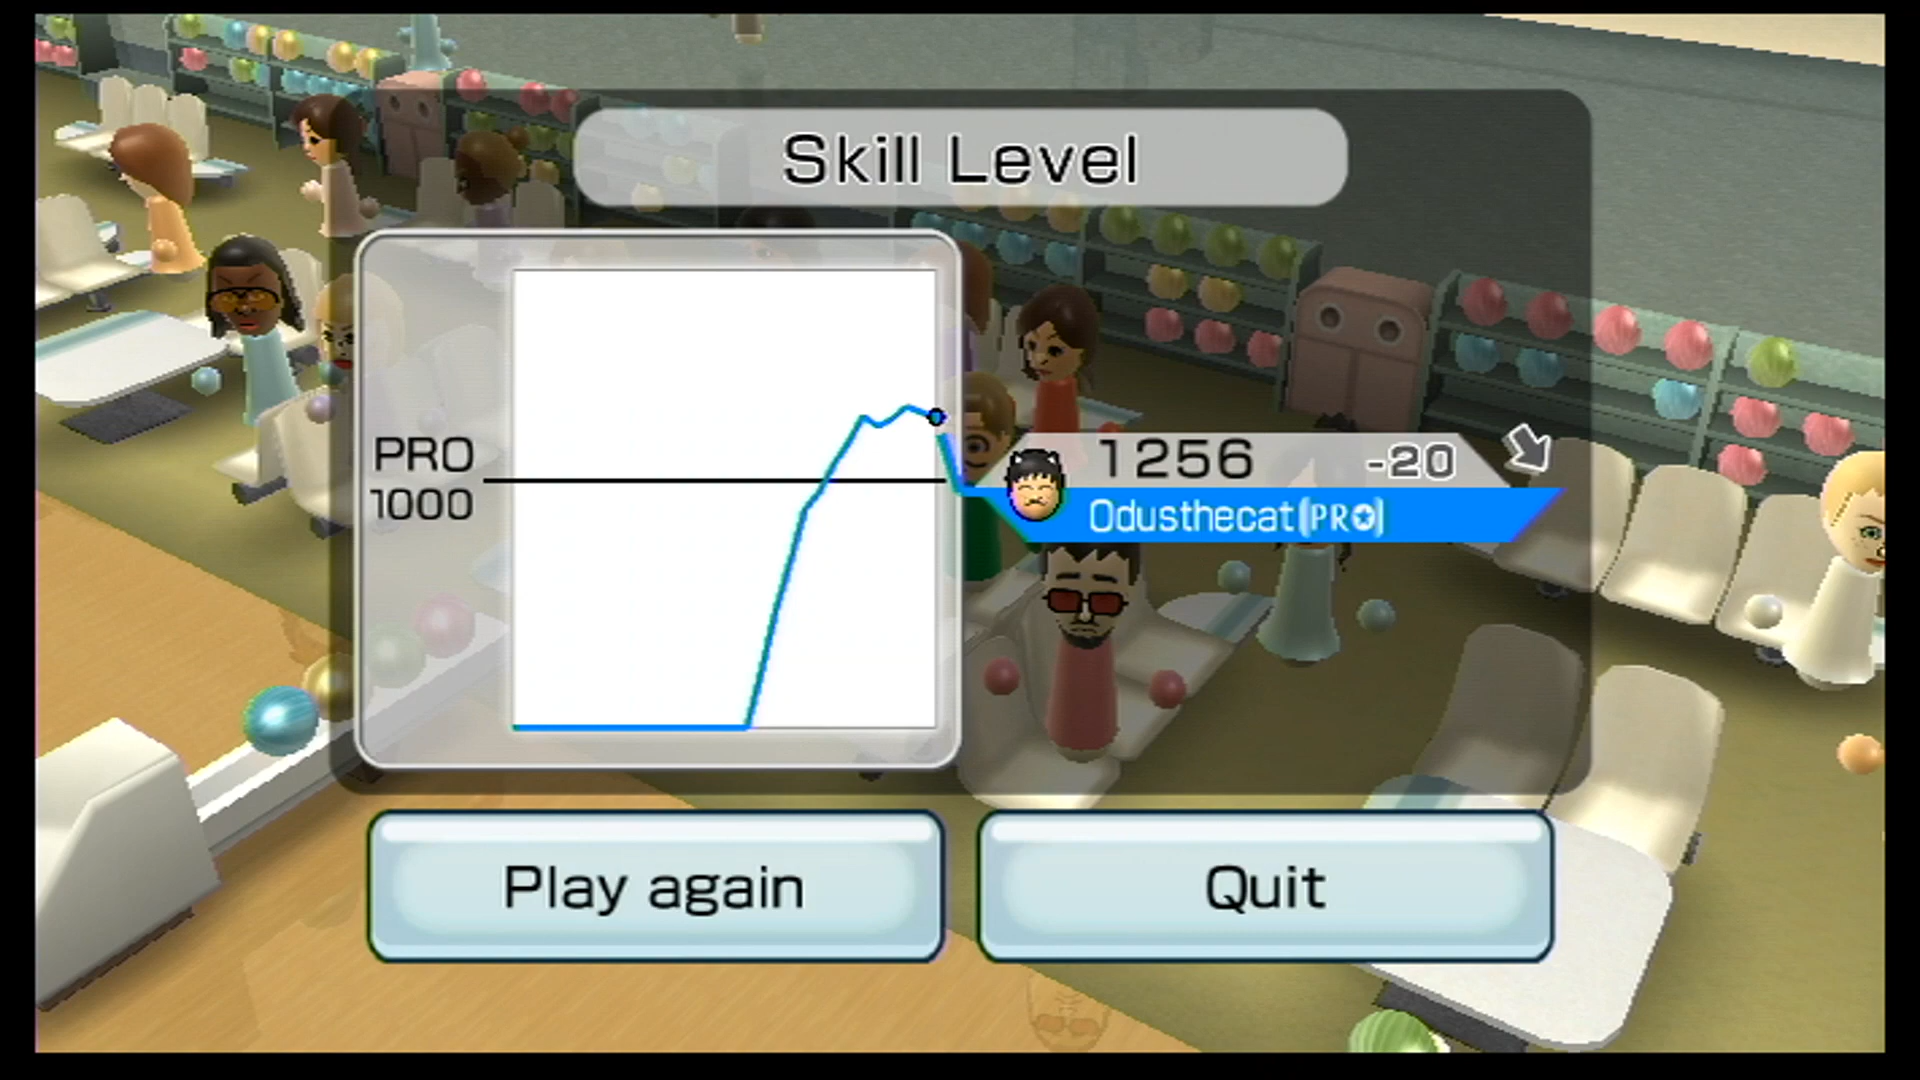 Skill Level
PRO
1000
1256 -20
Odusthecat(PRO)
Play again
Quit